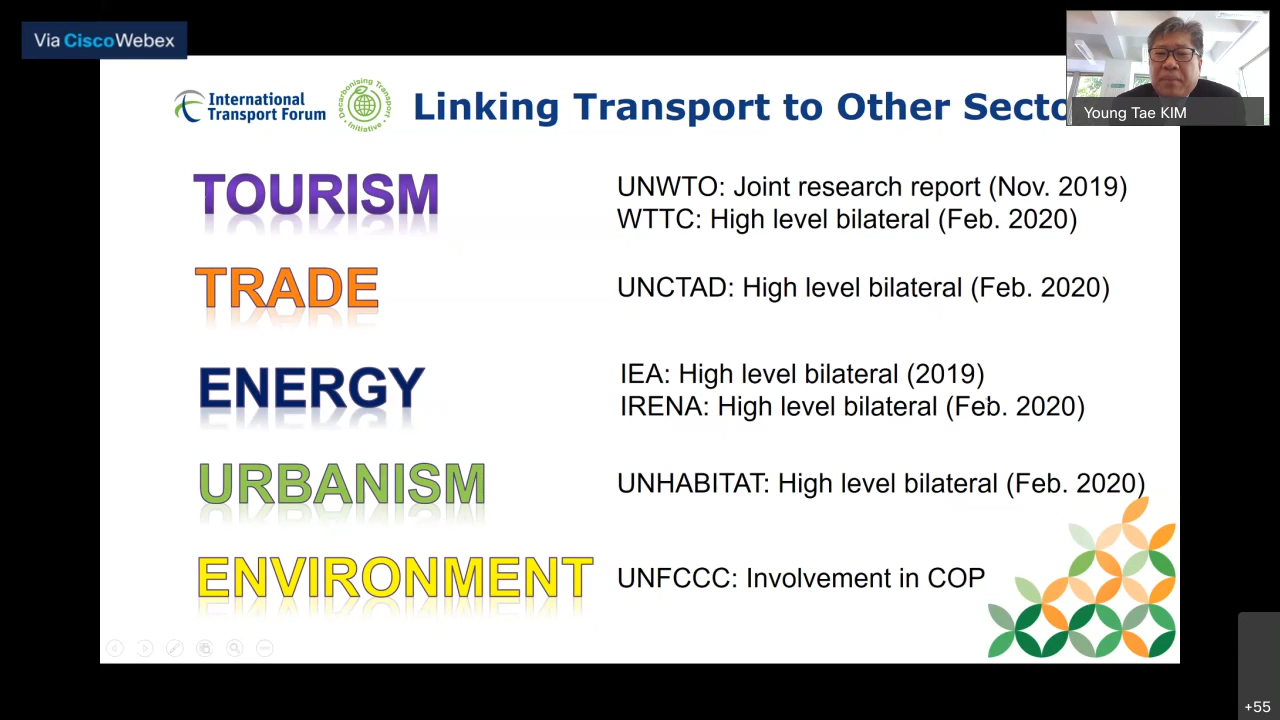 Via CiscoWebex
International
Transport Forum
Decarbonising Transport
Initiative
Linking Transport to Other Secto
Young Tae KIM
TOURISM
UNWTO: Joint research report (Nov. 2019)
WTTC: High level bilateral (Feb. 2020)
TRADE
UNCTAD: High level bilateral (Feb. 2020)
ENERGY
IEA: High level bilateral (2019)
IRENA: High level bilateral (Feb. 2020)
URBANISM
UNHABITAT: High level bilateral (Feb. 2020)
ENVIRONMENT
UNFCCC: Involvement in COP
+55